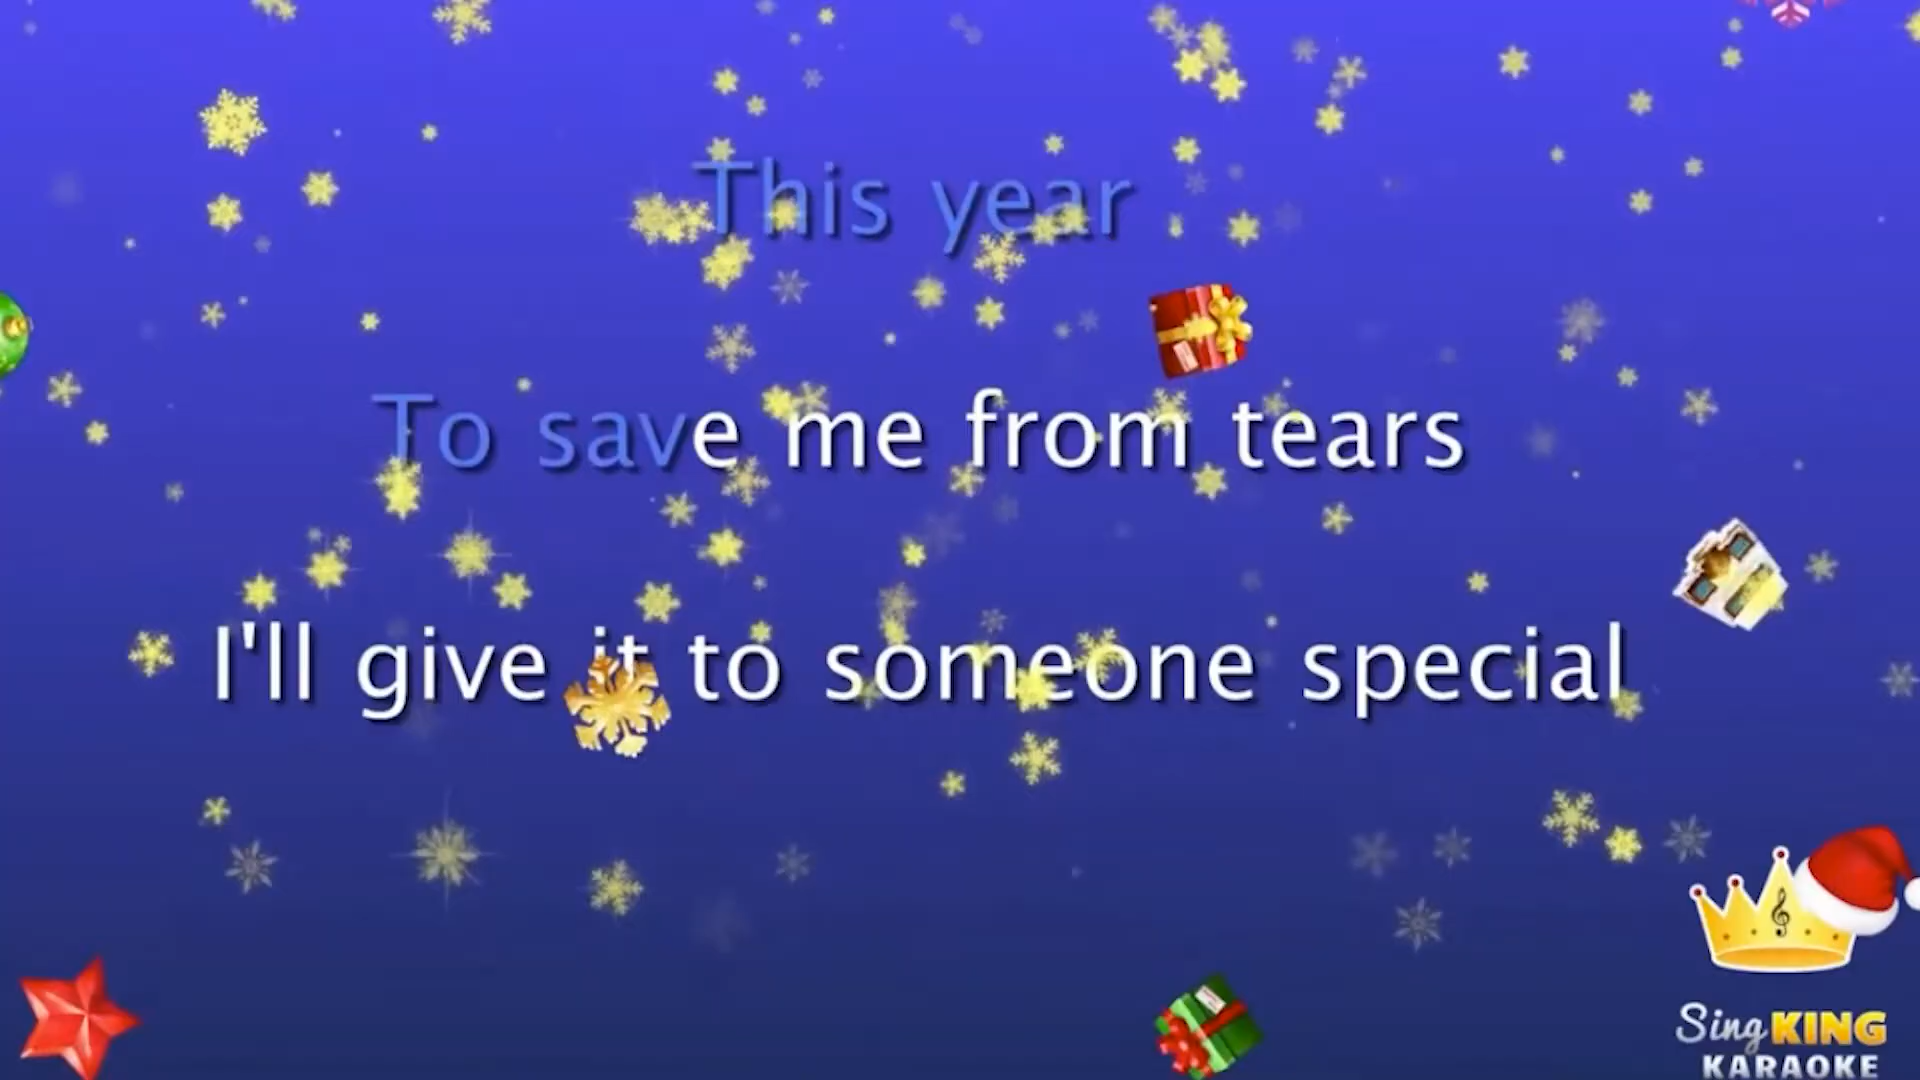 This year
To save me from tears
I'll give it to someone special
Sing KING
KARAOKE